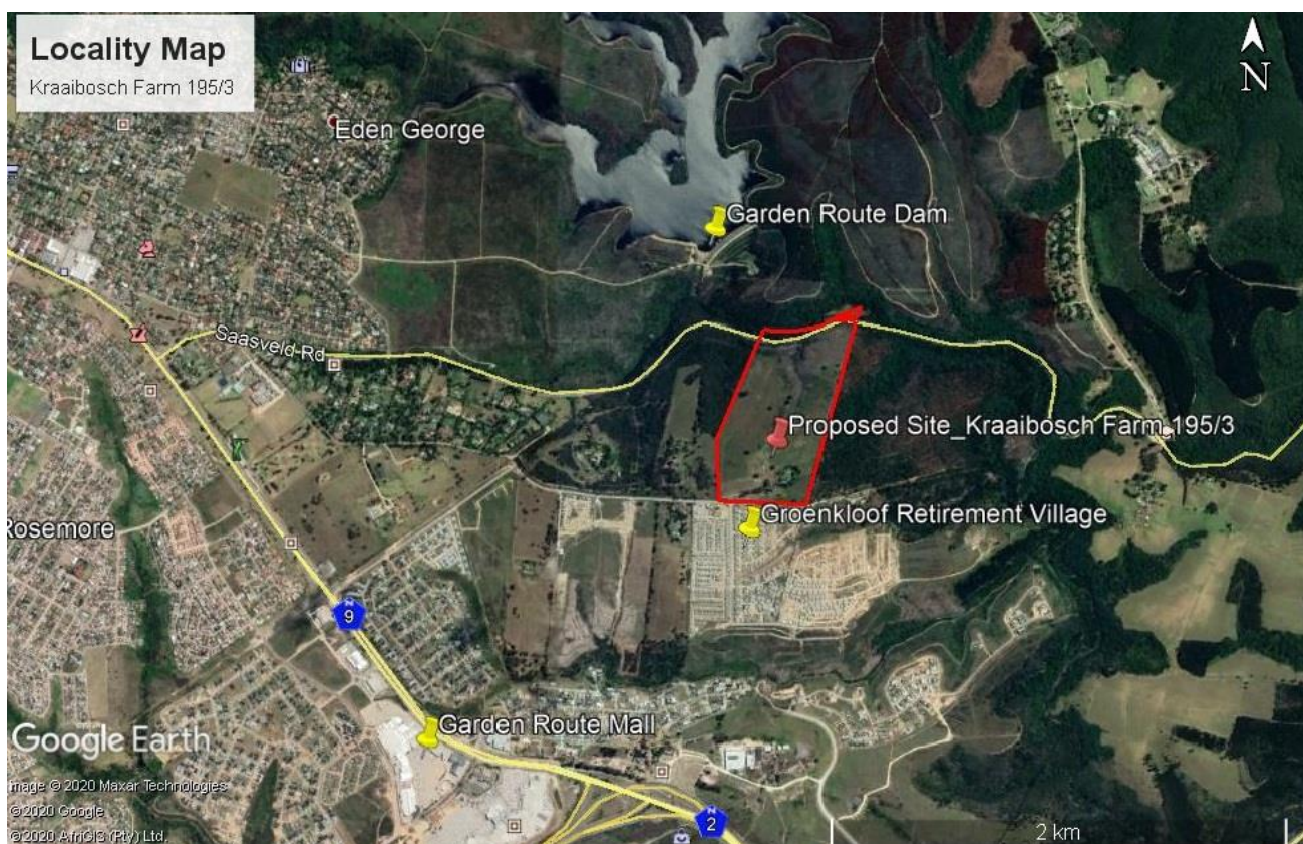 Locality Map
Kraaibosch Farm 195/3
N
Eden George
Garden Route Dam
Saasveld Rd
Proposed Site_Kraaibosch Farm 195/3
Groenkloof Retirement Village
Rosemore
N
9
Garden Route Mall
Google Earth
Image © 2020 Maxar Technologies
© 2020 Google
© 2020 AfriGIS (Pty) Ltd.
N
2
2 km